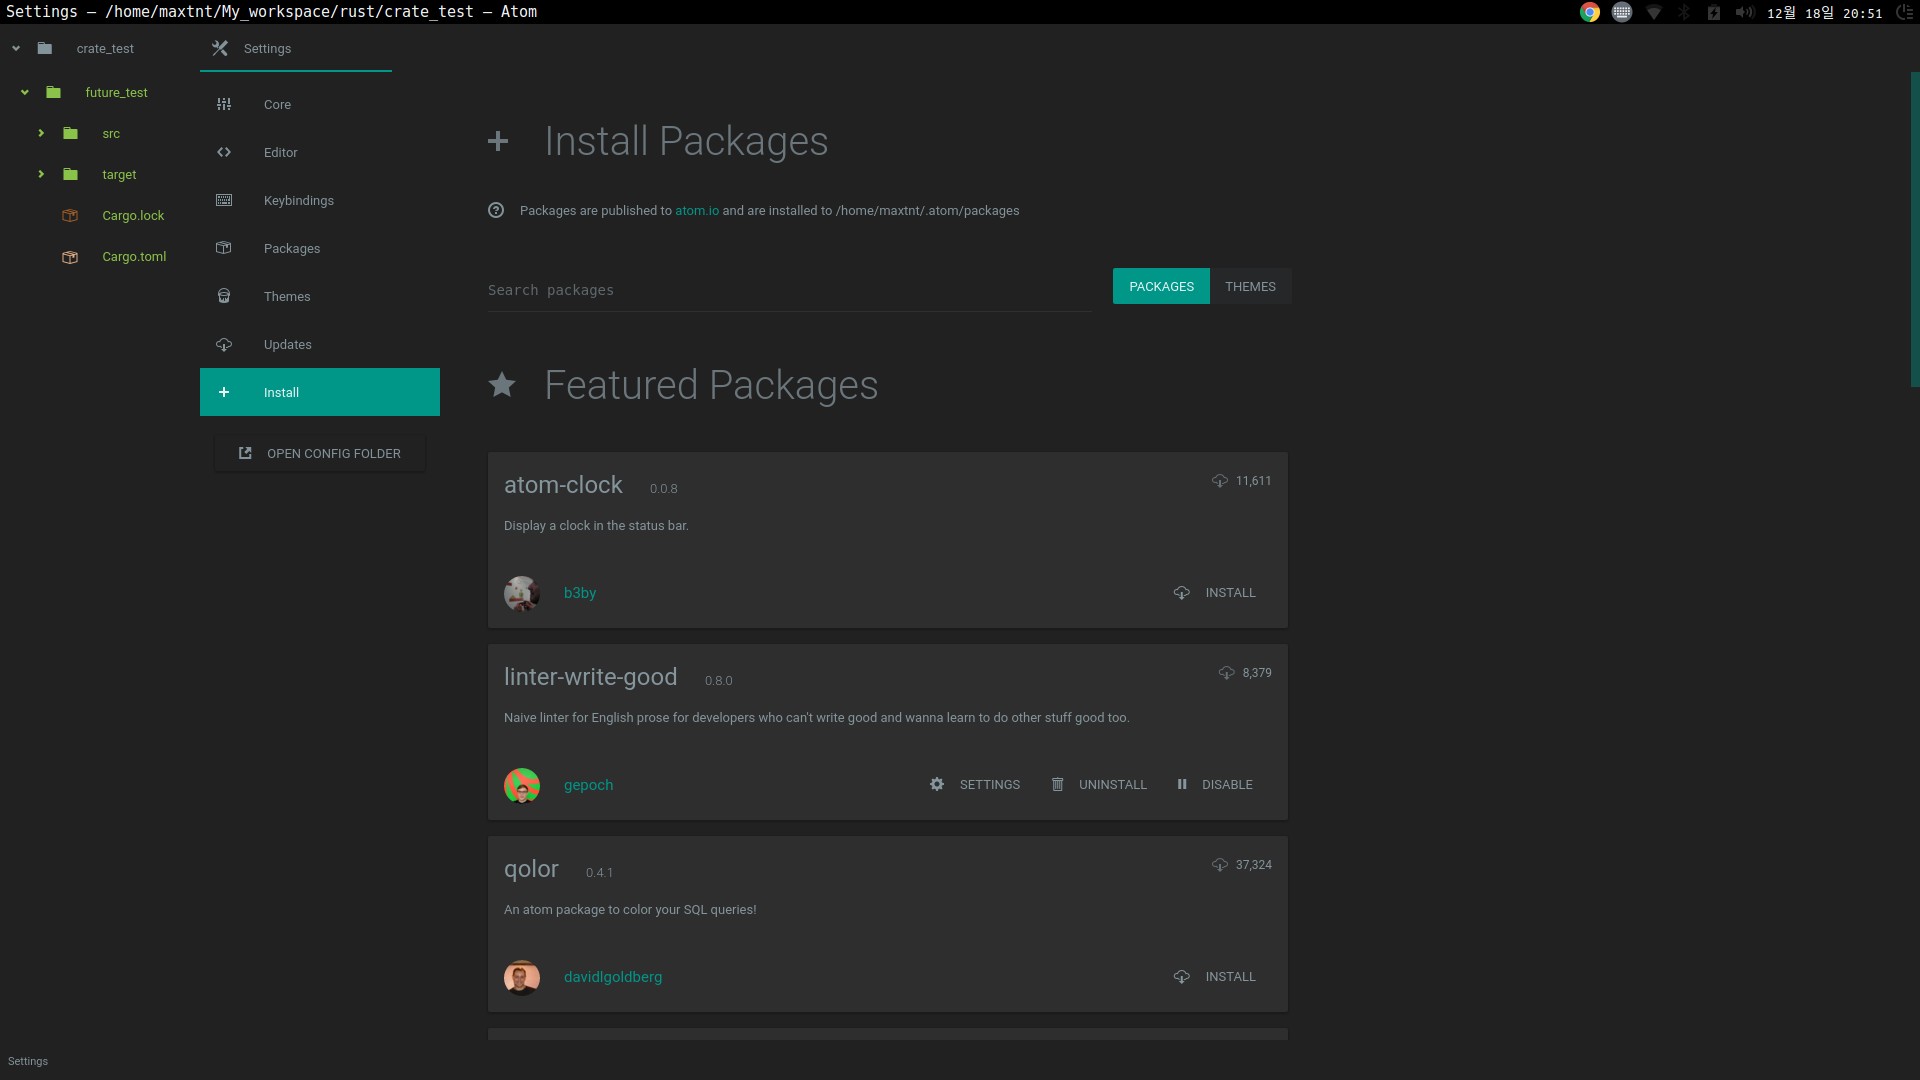 Settings — /home/maxtnt/My_workspace/rust/crate_test — Atom
12월 18일 20:51
crate_test
future_test
src
target
Cargo.lock
Cargo.toml
Settings
Core
Editor
Keybindings
Packages
Themes
Updates
Install
OPEN CONFIG FOLDER
Install Packages
Packages are published to atom.io and are installed to /home/maxtnt/.atom/packages
Search packages
PACKAGES THEMES
Featured Packages
atom-clock 0.0.8 11,611
Display a clock in the status bar.
b3by INSTALL
linter-write-good 0.8.0 8,379
Naive linter for English prose for developers who can't write good and wanna learn to do other stuff good too.
gepoch SETTINGS UNINSTALL DISABLE
qolor 0.4.1 37,324
An atom package to color your SQL queries!
davidlgoldberg INSTALL
Settings